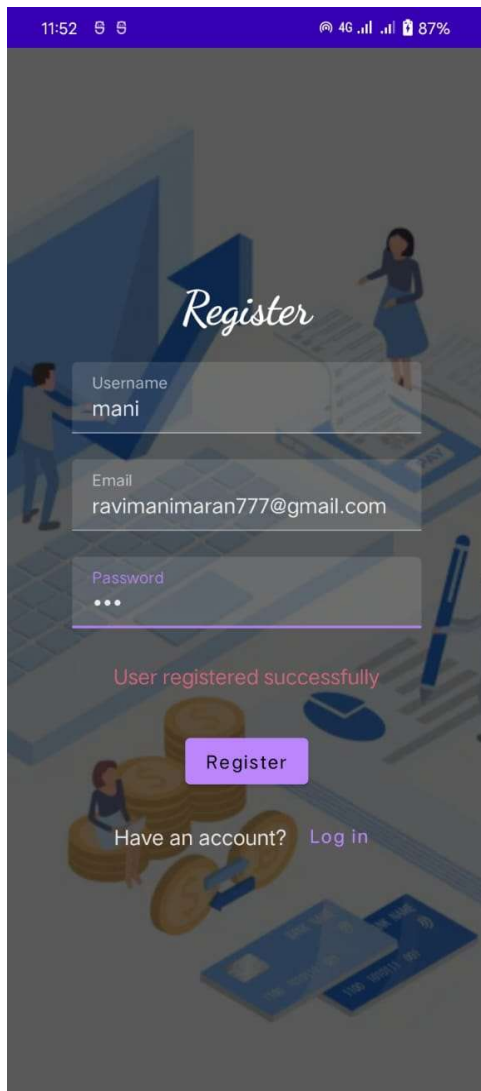 11:52 4G 87%
Register
Username
mani
Email
ravimanimaran777@gmail.com
Password
•••
User registered successfully
Register
Have an account? Log in
PAY